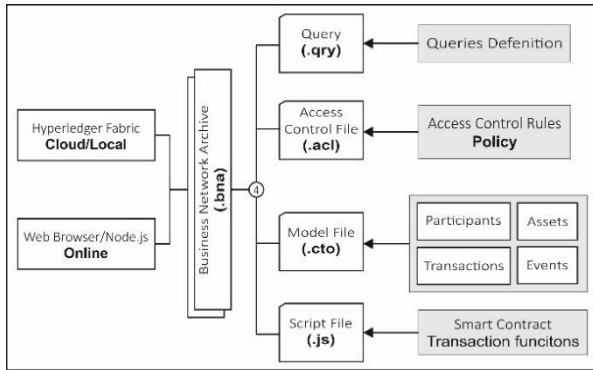 Query
(.qry)
Queries Defenition
Access
Control File
(.acl)
Access Control Rules
Policy
Hyperledger Fabric
Cloud/Local
Web Browser/Node.js
Online
Business Network Archive
(.bna)
4
Model File
(.cto)
Participants
Assets
Transactions
Events
Script File
(.js)
Smart Contract
Transaction funcitons